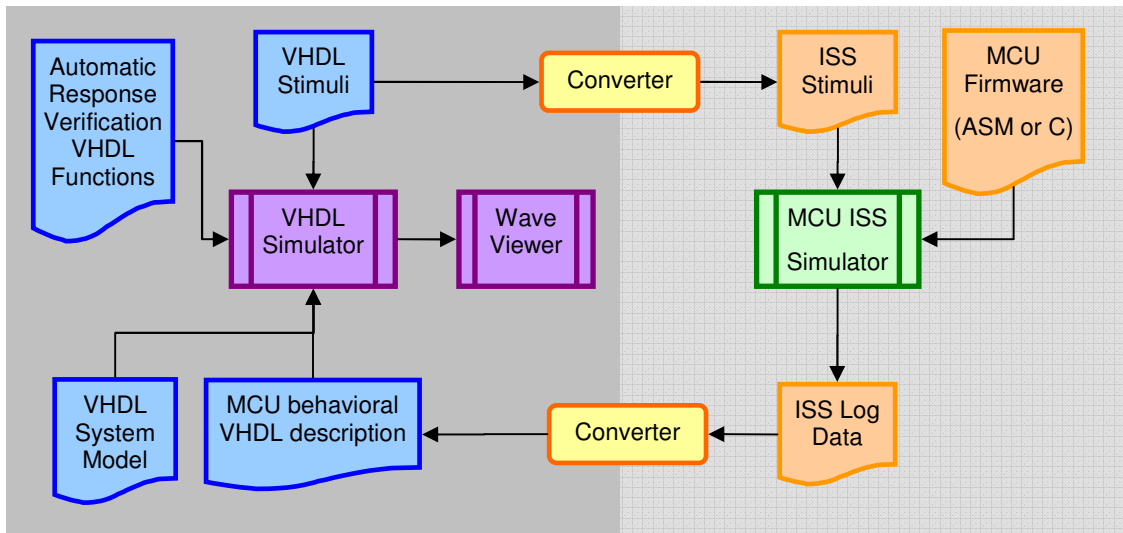 Automatic
Response
Verification
VHDL
Functions
VHDL
Stimuli
Converter
ISS
Stimuli
MCU
Firmware
(ASM or C)
VHDL
Simulator
Wave
Viewer
MCU ISS
Simulator
VHDL
System
Model
MCU behavioral
VHDL description
Converter
ISS Log
Data